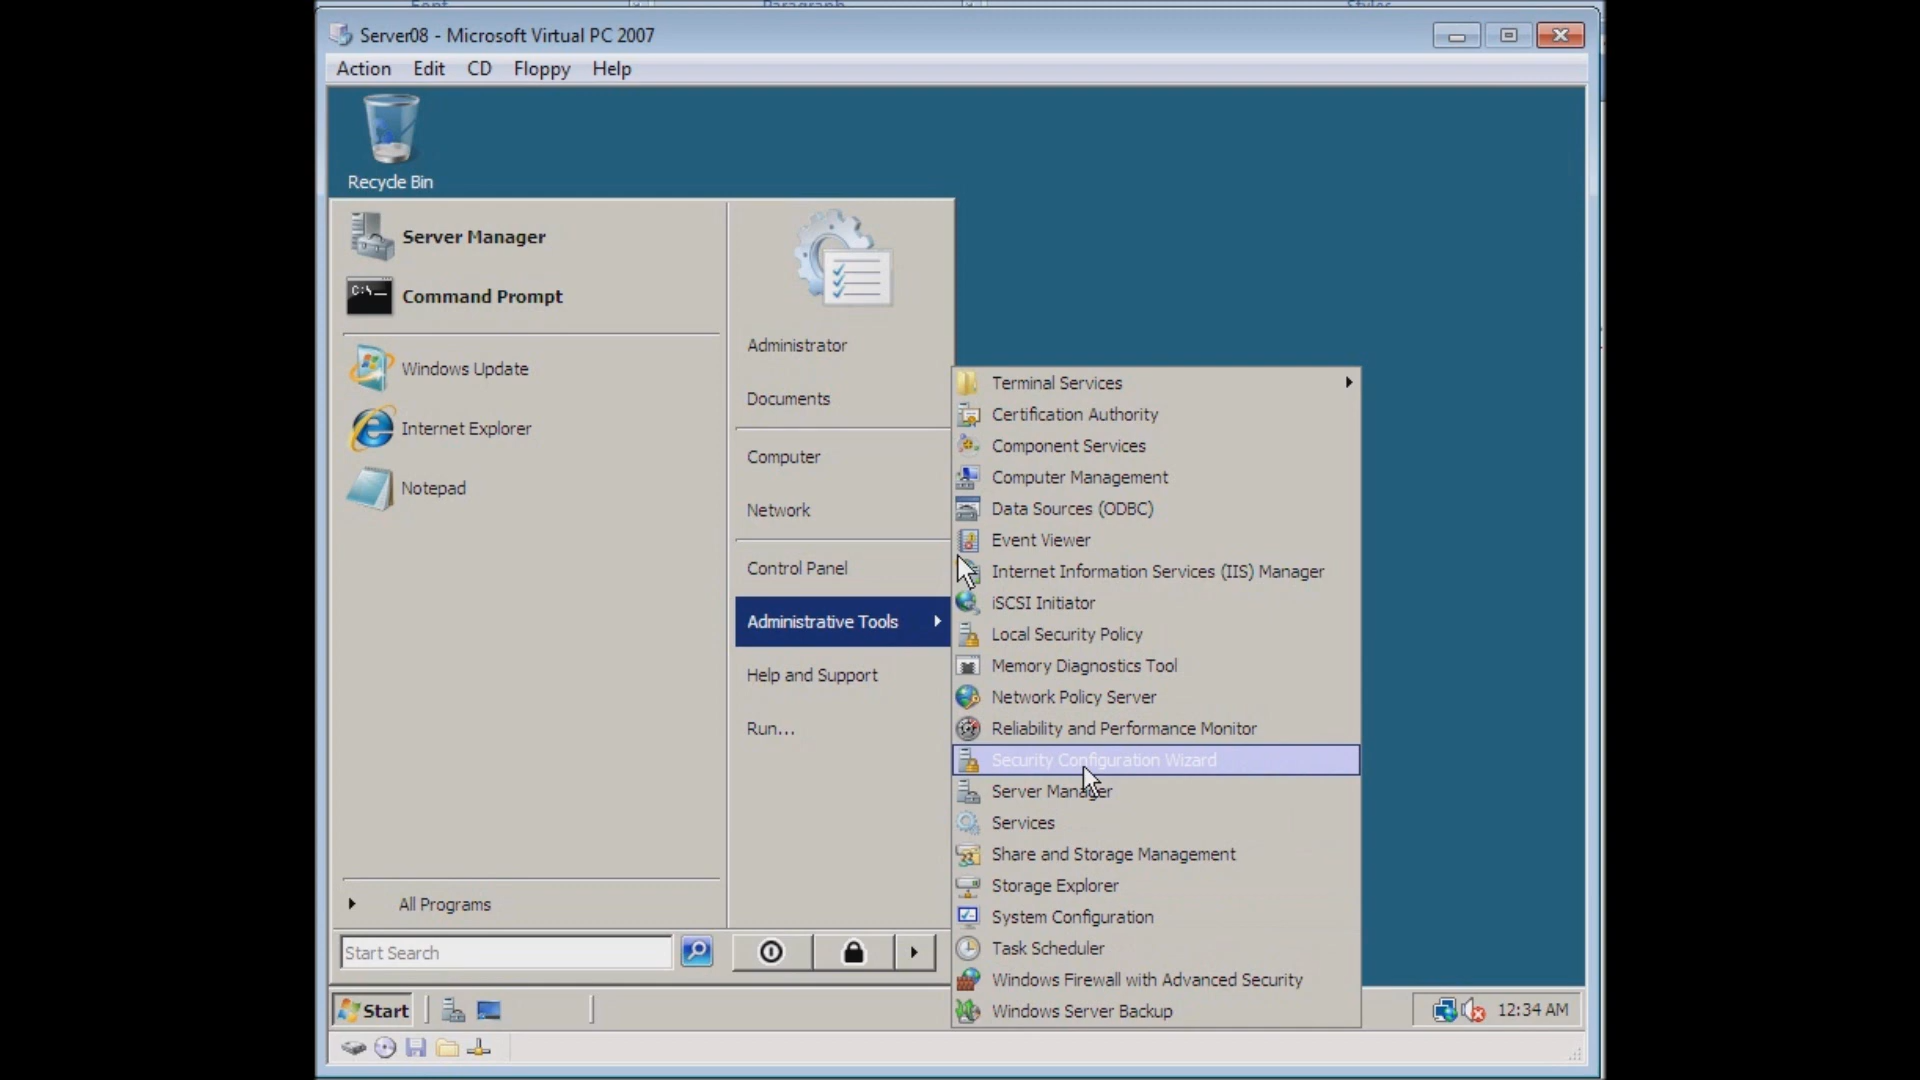 Font Paragraph Styles
Server08 - Microsoft Virtual PC 2007
Action Edit CD Floppy Help
Recycle Bin
Server Manager
Command Prompt
C:\
Windows Update
Internet Explorer
Notepad
All Programs
Start Search
Administrator
Documents
Computer
Network
Control Panel
Administrative Tools
Help and Support
Run...
Terminal Services
Certification Authority
Component Services
Computer Management
Data Sources (ODBC)
Event Viewer
Internet Information Services (IIS) Manager
iSCSI Initiator
Local Security Policy
Memory Diagnostics Tool
Network Policy Server
Reliability and Performance Monitor
Security Configuration Wizard
Server Manager
Services
Share and Storage Management
Storage Explorer
System Configuration
Task Scheduler
Windows Firewall with Advanced Security
Windows Server Backup
Start
12:34 AM